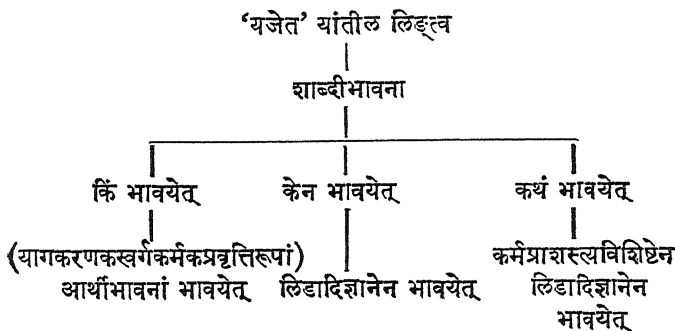 ‘यजेत’ यांतील लिङ्त्व
शाब्दीभावना
किं भावयेत् केन भावयेत् कथं भावयेत्
(यागकरणकस्वर्गकर्मकप्रवृत्तिरूपां)
आर्थीभावनां भावयेत्
लिडादिज्ञानेन भावयेत्
कर्मप्राशस्त्यविशिष्टेन
लिडादिज्ञानेन
भावयेत्